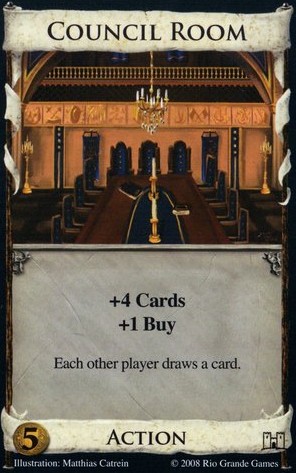 COUNCIL ROOM
+4 Cards
+1 Buy
Each other player draws a card.
5 ACTION
Illustration: Matthias Catrein © 2008 Rio Grande Games